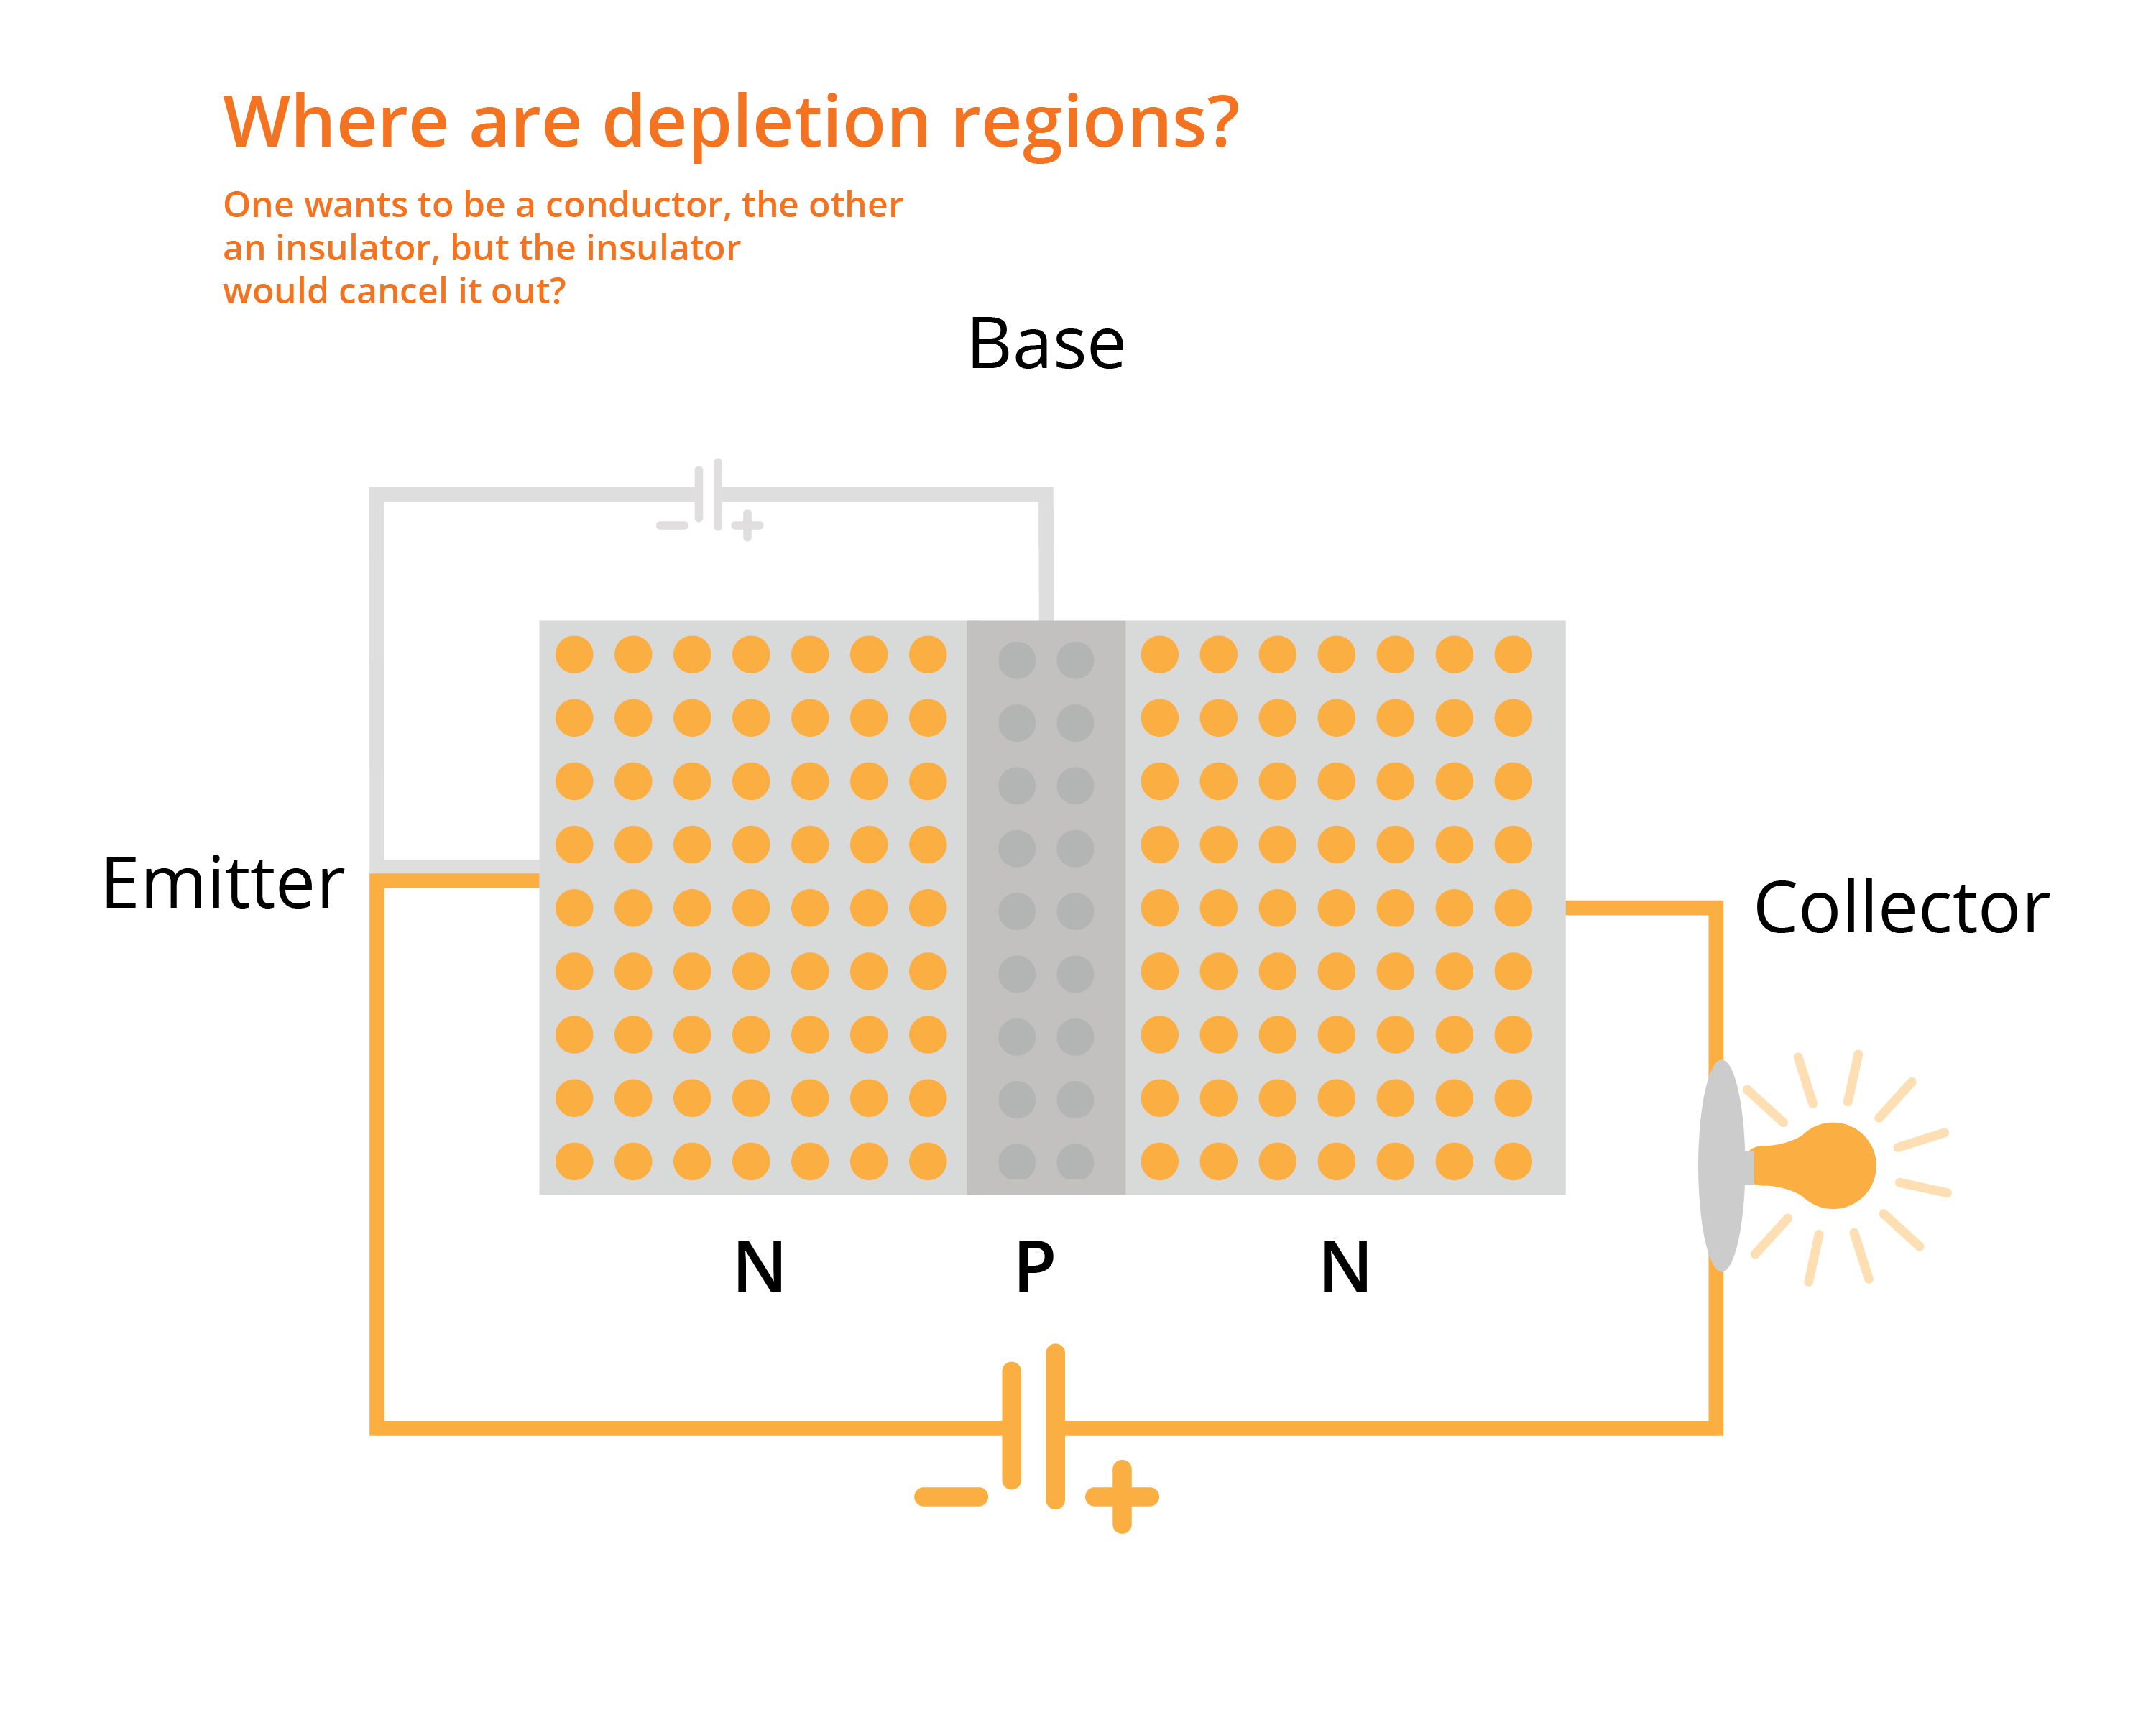 Where are depletion regions?
One wants to be a conductor, the other
an insulator, but the insulator
would cancel it out?
Base
Emitter
Collector
N P N